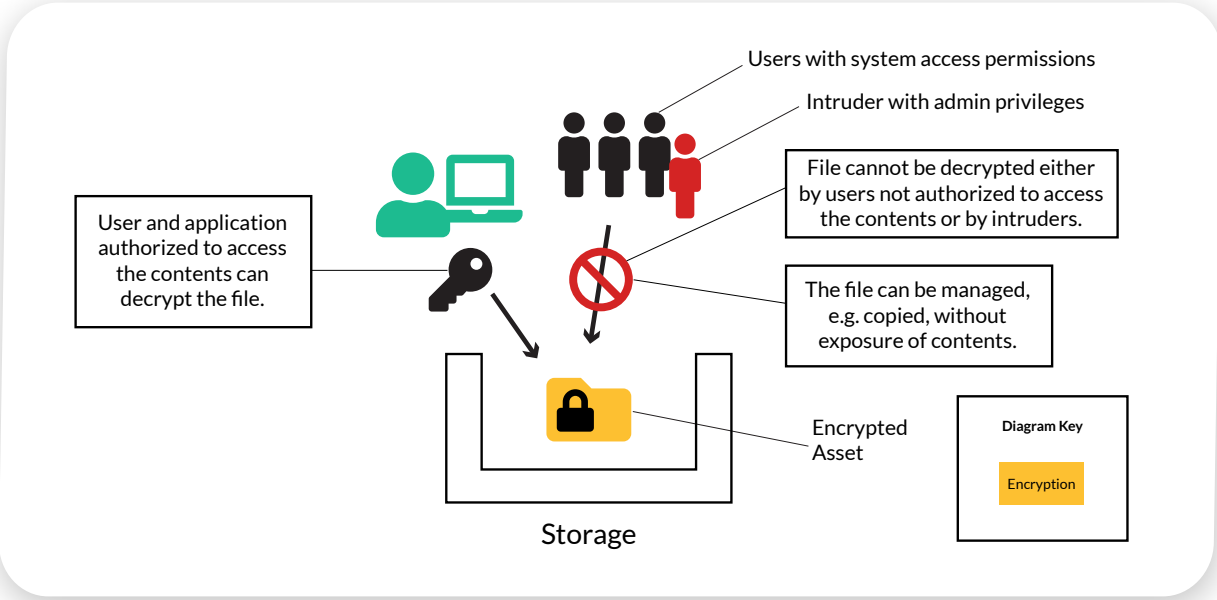 Users with system access permissions
Intruder with admin privileges
File cannot be decrypted either
by users not authorized to access
the contents or by intruders.
User and application
authorized to access
the contents can
decrypt the file.
The file can be managed,
e.g. copied, without
exposure of contents.
Encrypted
Asset
Diagram Key
Encryption
Storage